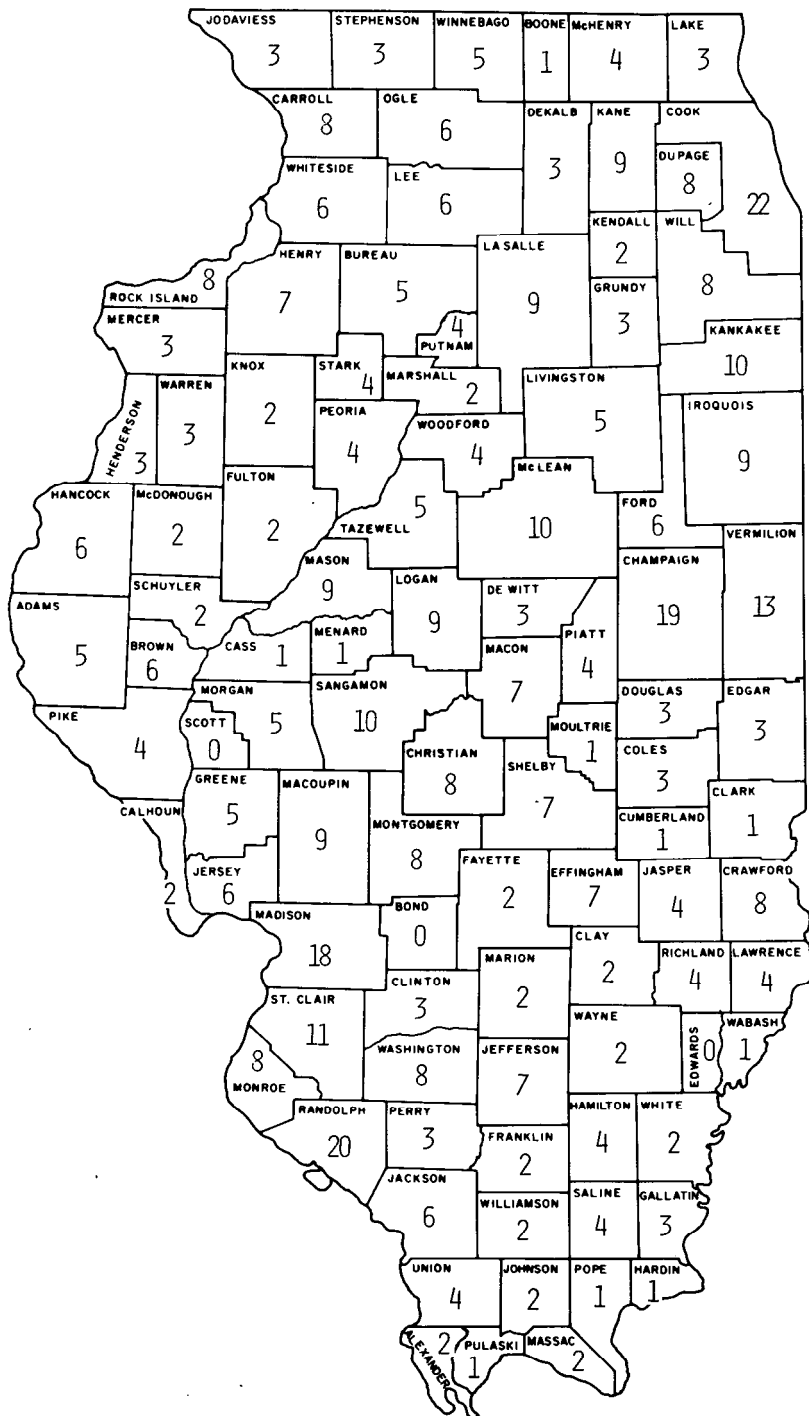 JODAVIESS
3
STEPHENSON
3
WINNEBAGO
5
BOONE
1
McHENRY
4
LAKE
3
CARROLL
8
OGLE
6
DEKALB
3
KANE
9
COOK
22
DUPAGE
8
WHITESIDE
6
LEE
6
KENDALL
2
WILL
8
ROCK ISLAND
8
HENRY
7
BUREAU
5
LASALLE
9
GRUNDY
3
PUTNAM
4
KANKAKEE
10
MERCER
3
KNOX
2
STARK
4
MARSHALL
2
LIVINGSTON
5
IROQUOIS
9
HENDERSON
3
WARREN
3
PEORIA
4
WOODFORD
4
McLEAN
10
FORD
6
HANCOCK
6
McDONOUGH
2
FULTON
2
TAZEWELL
5
VERMILION
13
CHAMPAIGN
19
MASON
9
LOGAN
9
DE WITT
3
PIATT
4
ADAMS
5
SCHUYLER
2
BROWN
6
CASS
1
MENARD
1
MACON
7
PIKE
4
SCOTT
0
MORGAN
5
SANGAMON
10
CHRISTIAN
8
MOULTRIE
1
DOUGLAS
3
EDGAR
3
SHELBY
7
COLES
3
GREENE
5
MACOUPIN
9
MONTGOMERY
8
CUMBERLAND
1
CLARK
1
CALHOUN
2
JERSEY
6
FAYETTE
2
EFFINGHAM
7
JASPER
4
CRAWFORD
8
MADISON
18
BOND
0
CLAY
2
RICHLAND
4
LAWRENCE
4
MARION
2
CLINTON
3
ST. CLAIR
11
WAYNE
2
EDWARDS
0
WABASH
1
MONROE
8
WASHINGTON
8
JEFFERSON
7
RANDOLPH
20
PERRY
3
HAMILTON
4
WHITE
2
FRANKLIN
2
JACKSON
6
WILLIAMSON
2
SALINE
4
GALLATIN
3
UNION
4
JOHNSON
2
POPE
1
HARDIN
1
ALEXANDER
2
PULASKI
1
MASSAC
2